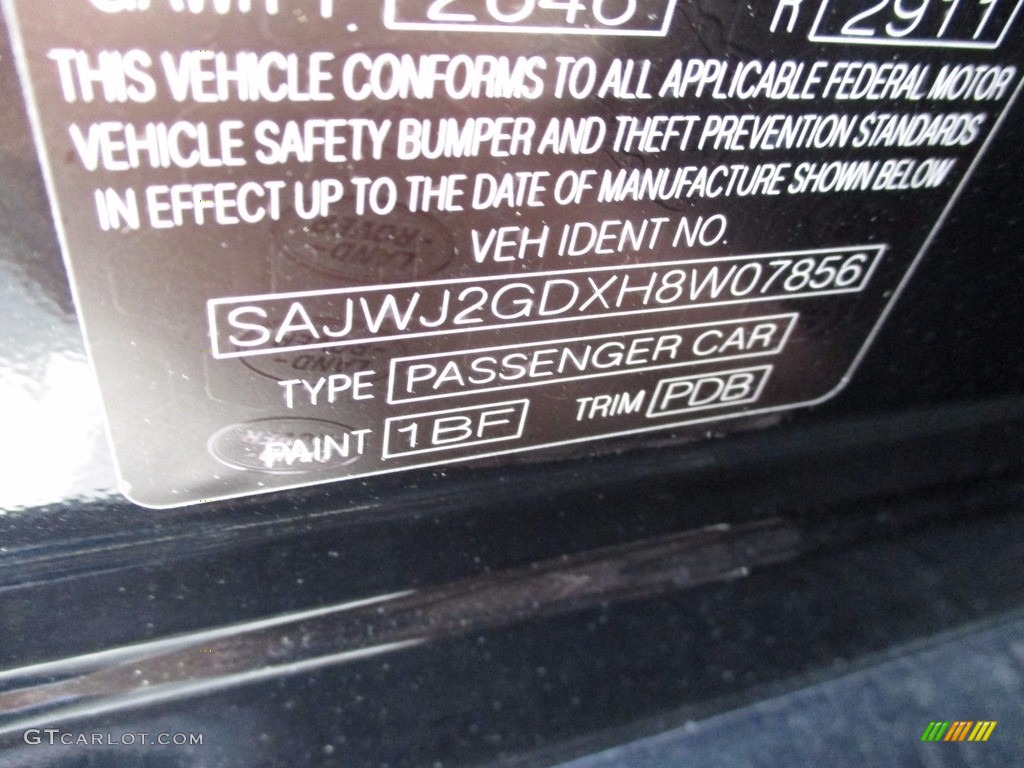 2640
R 2911
THIS VEHICLE CONFORMS TO ALL APPLICABLE FEDERAL MOTOR
VEHICLE SAFETY BUMPER AND THEFT PREVENTION STANDARDS
IN EFFECT UP TO THE DATE OF MANUFACTURE SHOWN BELOW
VEH IDENT NO.
SAJWJ2GDXH8W07856
TYPE PASSENGER CAR
PAINT 1BF TRIM PDB
GTCARLOT.COM